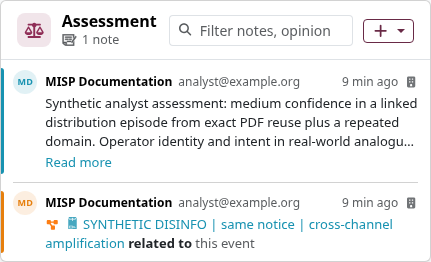 Assessment
1 note
Filter notes, opinion
MD
MISP Documentation analyst@example.org 9 min ago
Synthetic analyst assessment: medium confidence in a linked
distribution episode from exact PDF reuse plus a repeated
domain. Operator identity and intent in real-world analogu...
Read more
MD
MISP Documentation analyst@example.org 9 min ago
SYNTHETIC DISINFO | same notice | cross-channel
amplification related to this event